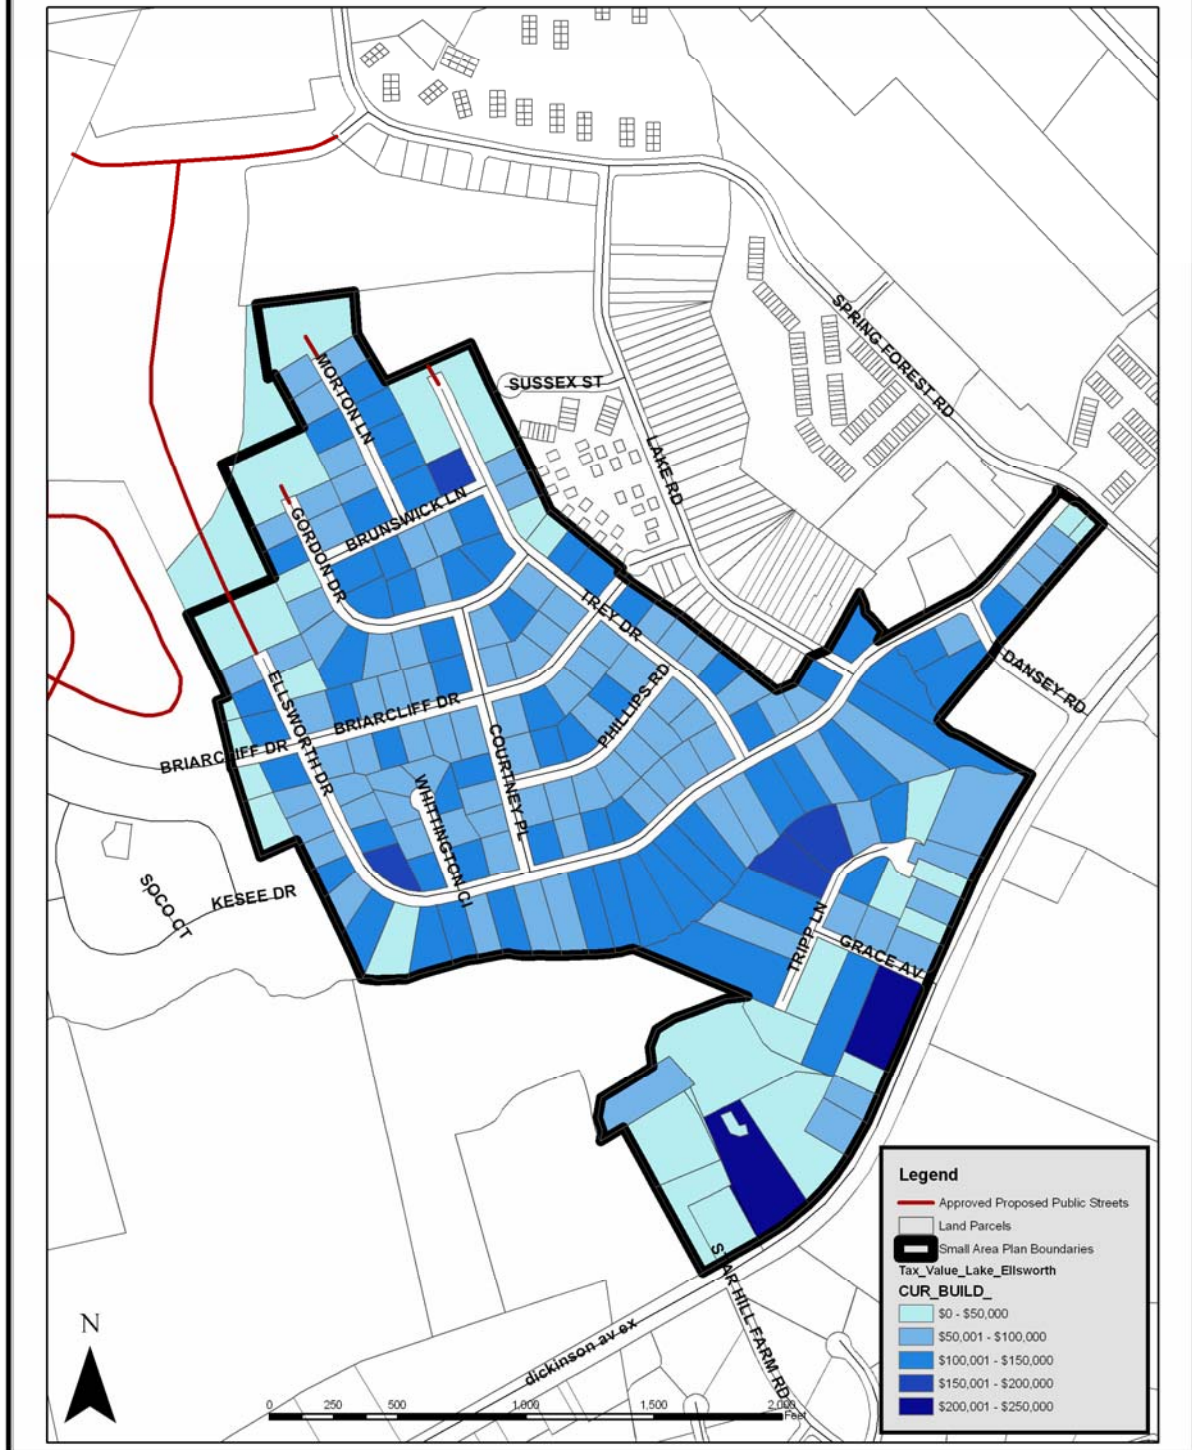 SUSSEX ST
SPRING FOREST RD
MORTON LN
LAKE RD
BRUNSWICK LN
GORDON DR
TREY DR
DANSEY RD
ELLSWORTH DR
PHILLIPS RD
BRIARCLIFF DR
BRIARCLIFF DR
COURTNEY PL
WHITTINGTON CI
SOCO CT
KESEE DR
TRIPP LN
GRACE AV
STAR HILL FARM RD
dickinson av ex
N
0 250 500 1,000 1,500 2,000
Feet
Legend
Approved Proposed Public Streets
Land Parcels
Small Area Plan Boundaries
Tax_Value_Lake_Ellsworth
CUR_BUILD_
$0 - $50,000
$50,001 - $100,000
$100,001 - $150,000
$150,001 - $200,000
$200,001 - $250,000